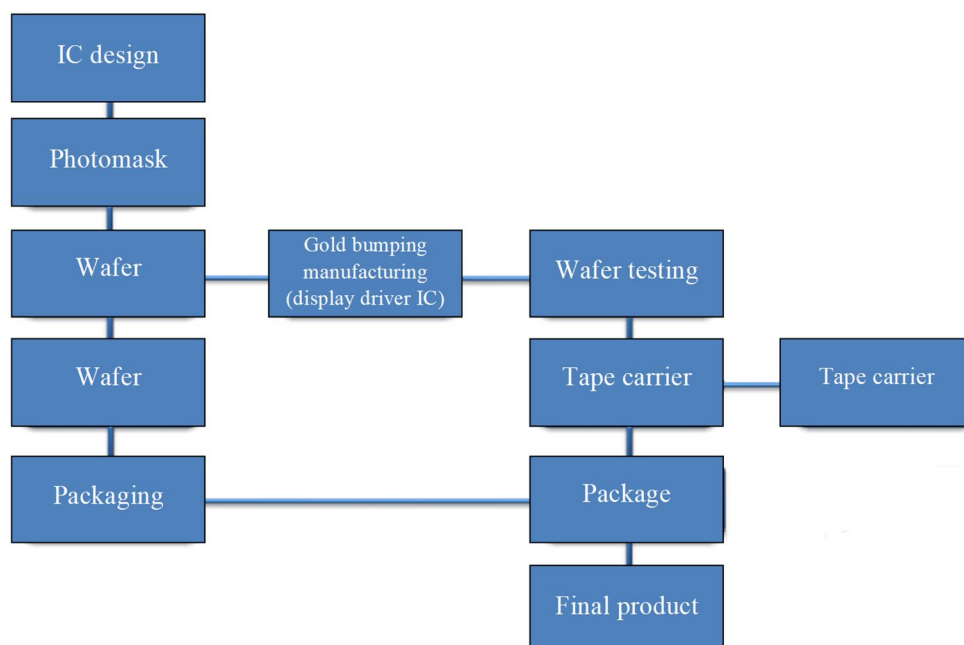 IC design
Photomask
Wafer
Gold bumping
manufacturing
(display driver IC)
Wafer testing
Wafer
Tape carrier
Tape carrier
Packaging
Package
Final product